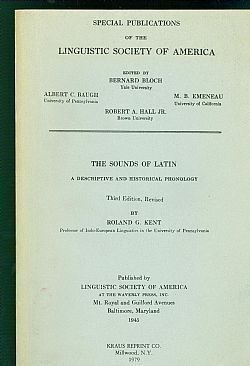 SPECIAL PUBLICATIONS
OF THE
LINGUISTIC SOCIETY OF AMERICA
EDITED BY
BERNARD BLOCH
Yale University
ALBERT C. BAUGH
University of Pennsylvania
M. B. EMENEAU
University of California
ROBERT A. HALL JR.
Brown University
THE SOUNDS OF LATIN
A DESCRIPTIVE AND HISTORICAL PHONOLOGY
Third Edition, Revised
BY
ROLAND G. KENT
Professor of Indo-European Linguistics in the University of Pennsylvania
Published by
LINGUISTIC SOCIETY OF AMERICA
AT THE WAVERLY PRESS, INC.
Mt. Royal and Guilford Avenues
Baltimore, Maryland
1945
KRAUS REPRINT CO.
Millwood, N.Y.
1979